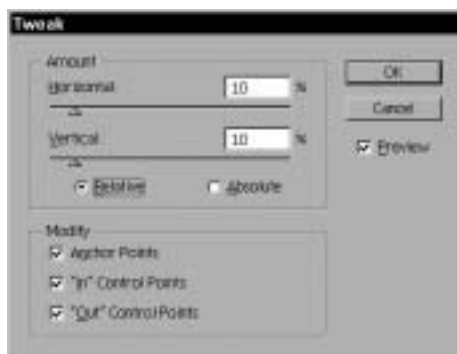 Tweak
Amount
Horizontal: 10 %
Vertical: 10 %
Relative Absolute
Modify
Anchor Points
"In" Control Points
"Out" Control Points
OK
Cancel
Preview